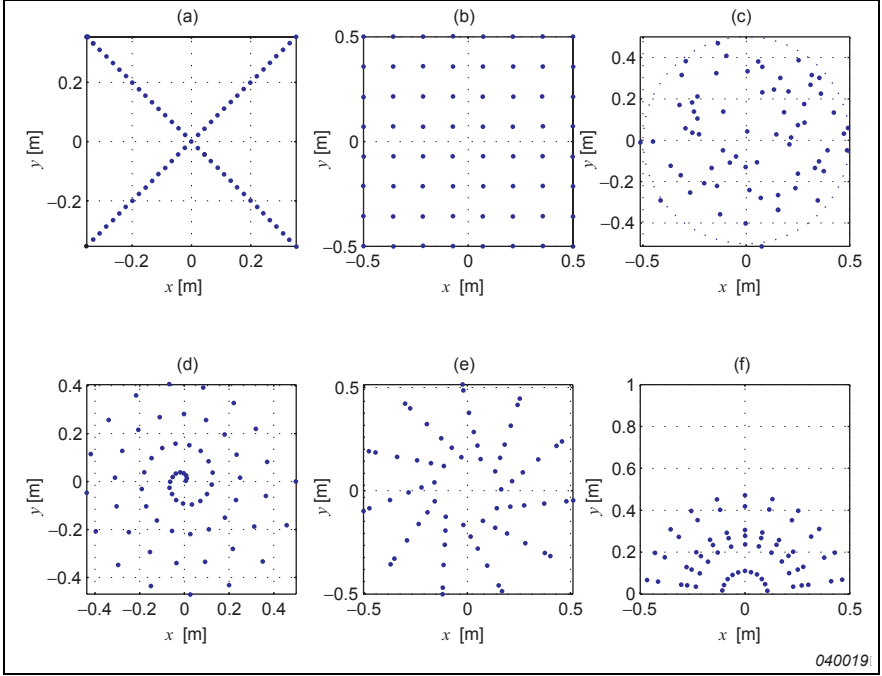 (a) (b) (c)
y [m] 0.2 0 −0.2
−0.2 0 0.2
x [m]
y [m] 0.5 0 −0.5
−0.5 0 0.5
x [m]
y [m] 0.4 0.2 0 −0.2 −0.4
−0.5 0 0.5
x [m]
(d) (e) (f)
y [m] 0.4 0.2 0 −0.2 −0.4
−0.4 −0.2 0 0.2 0.4
x [m]
y [m] 0.5 0 −0.5
−0.5 0 0.5
x [m]
y [m] 1 0.8 0.6 0.4 0.2 0
−0.5 0 0.5
x [m]
040019